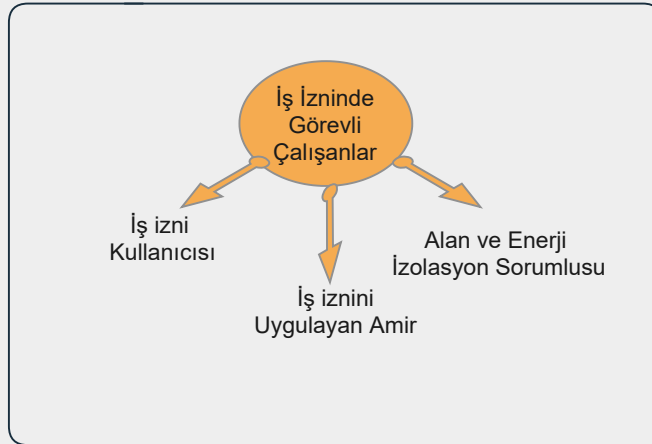 İş İzninde
Görevli
Çalışanlar
İş izni
Kullanıcısı
İş iznini
Uygulayan Amir
Alan ve Enerji
İzolasyon Sorumlusu